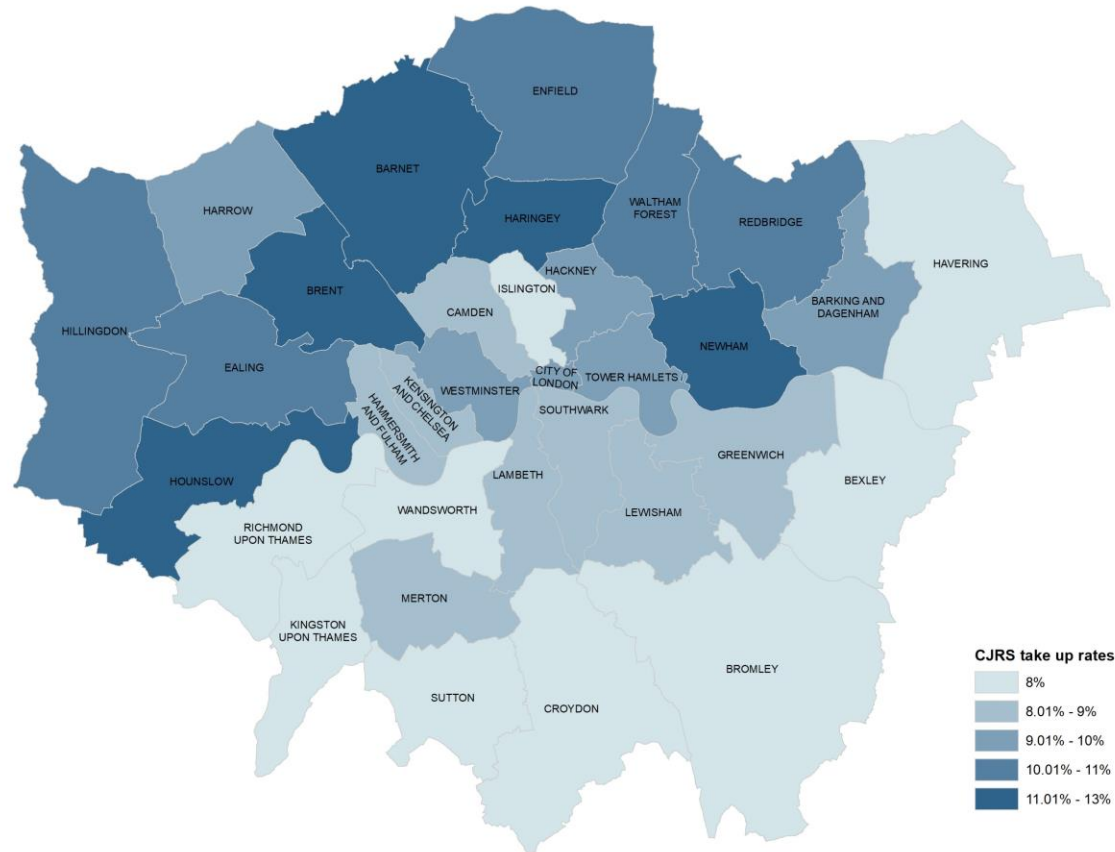 ENFIELD
BARNET
HARROW
HARINGEY
WALTHAM
FOREST
REDBRIDGE
HAVERING
HACKNEY
ISLINGTON
BRENT
CAMDEN
BARKING AND
DAGENHAM
HILLINGDON
EALING
NEWHAM
CITY OF
LONDON
TOWER HAMLETS
WESTMINSTER
KENSINGTON
AND CHELSEA
HAMMERSMITH
AND FULHAM
SOUTHWARK
GREENWICH
HOUNSLOW
LAMBETH
BEXLEY
WANDSWORTH
LEWISHAM
RICHMOND
UPON THAMES
MERTON
KINGSTON
UPON THAMES
BROMLEY
SUTTON
CROYDON
CJRS take up rates
8%
8.01% - 9%
9.01% - 10%
10.01% - 11%
11.01% - 13%